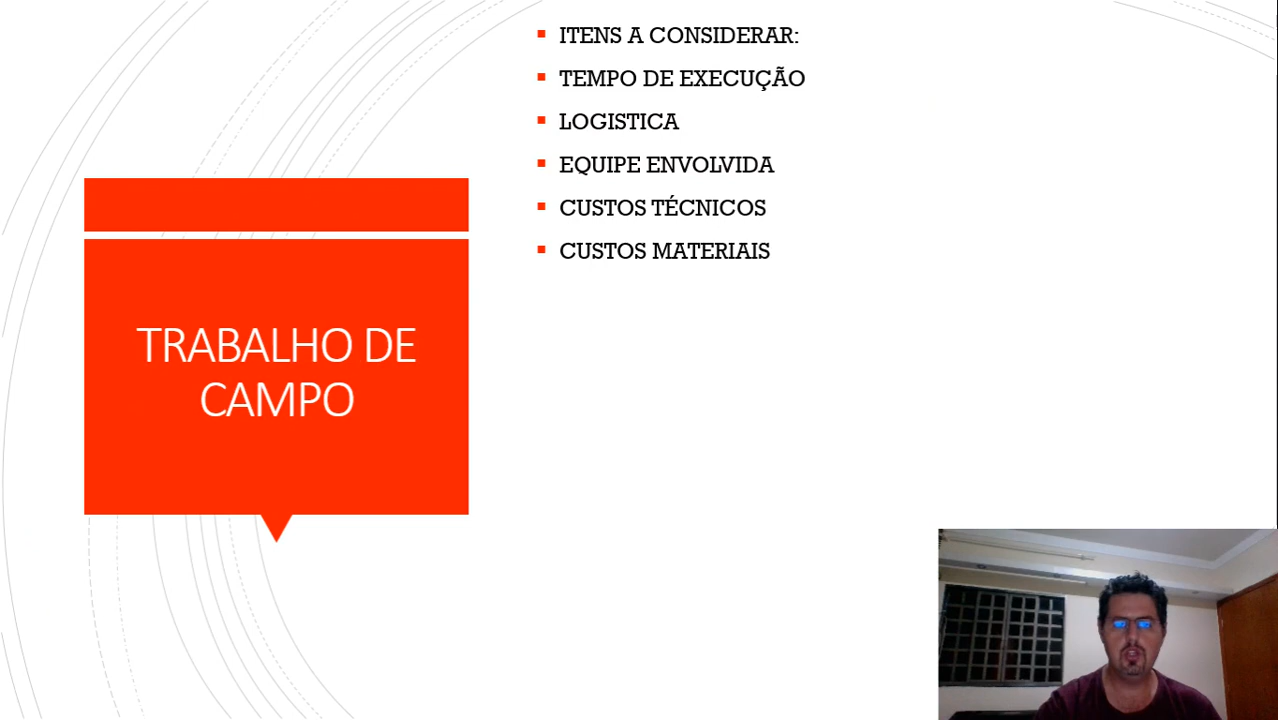 ITENS A CONSIDERAR:
TEMPO DE EXECUÇÃO
LOGISTICA
EQUIPE ENVOLVIDA
CUSTOS TÉCNICOS
CUSTOS MATERIAIS
TRABALHO DE
CAMPO